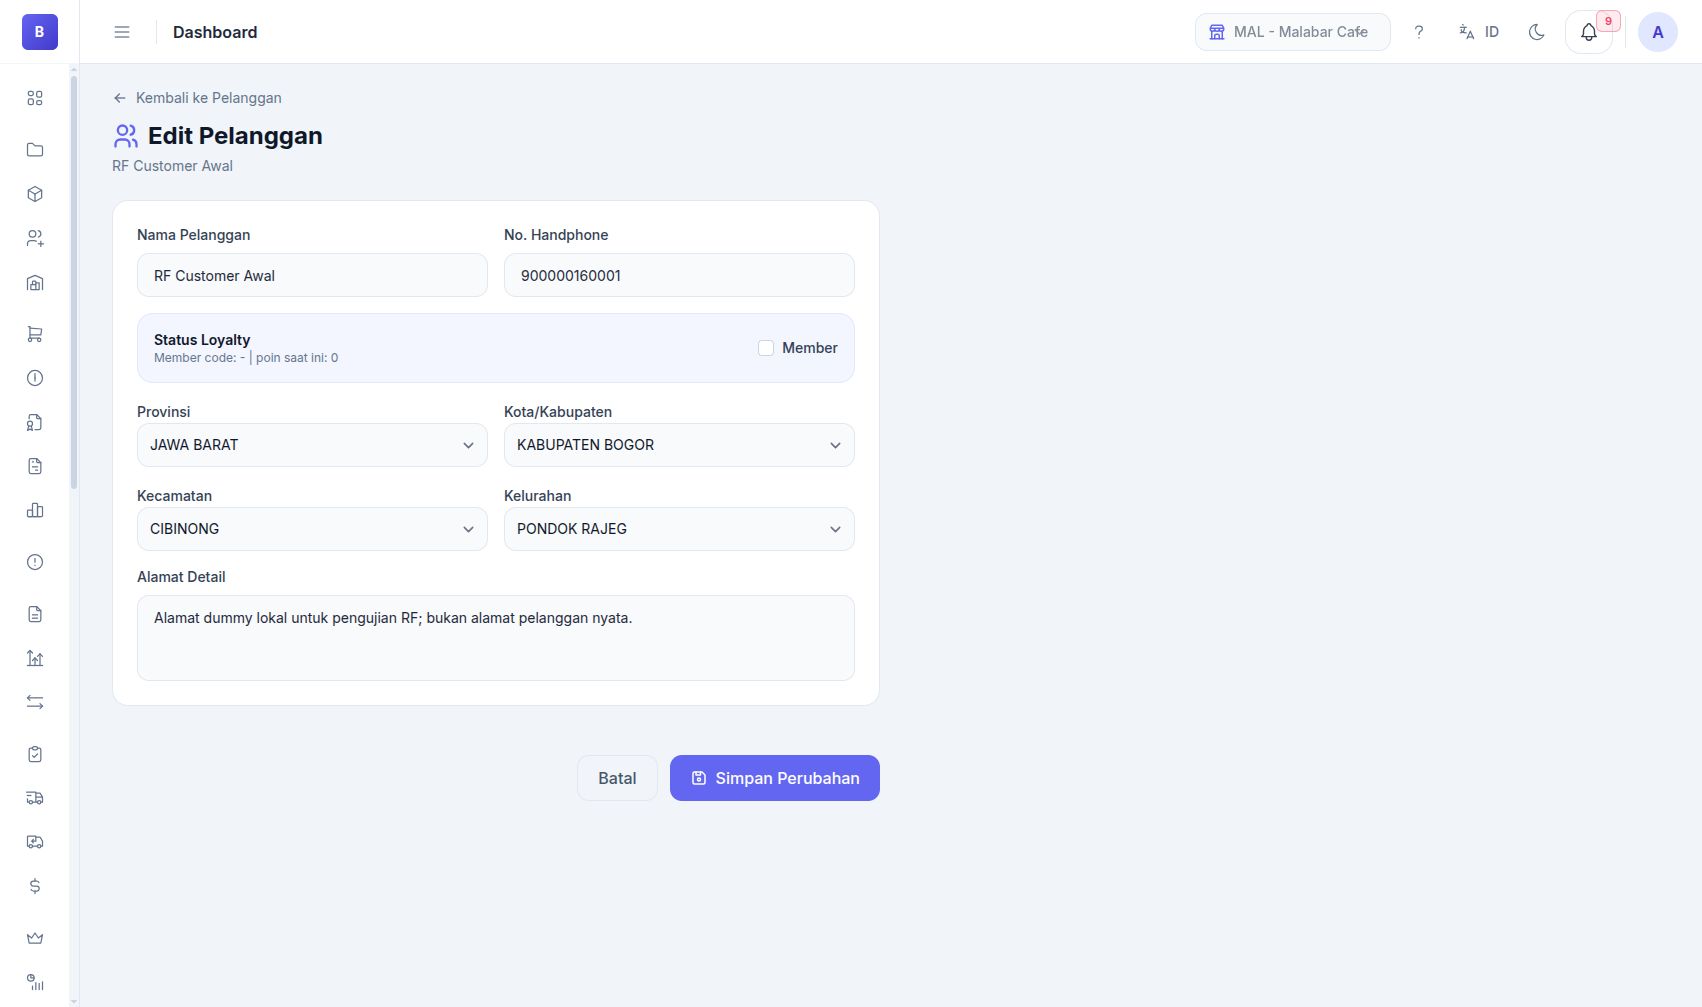 B
Dashboard
MAL - Malabar Cafe
?
ID
9
A
Kembali ke Pelanggan
Edit Pelanggan
RF Customer Awal
Nama Pelanggan
No. Handphone
RF Customer Awal
900000160001
Status Loyalty
Member code: - | poin saat ini: 0
Member
Provinsi
Kota/Kabupaten
JAWA BARAT
KABUPATEN BOGOR
Kecamatan
Kelurahan
CIBINONG
PONDOK RAJEG
Alamat Detail
Alamat dummy lokal untuk pengujian RF; bukan alamat pelanggan nyata.
Batal
Simpan Perubahan